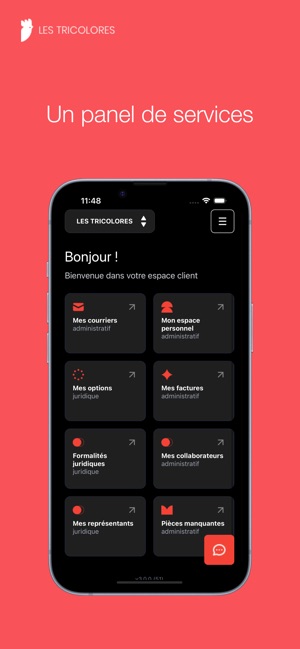 LES TRICOLORES
Un panel de services
11:48
LES TRICOLORES
Bonjour !
Bienvenue dans votre espace client
Mes courriers
administratif
Mon espace
personnel
administratif
Mes options
juridique
Mes factures
administratif
Formalités
juridiques
juridique
Mes collaborateurs
administratif
Mes représentants
juridique
Pièces manquantes
administratif